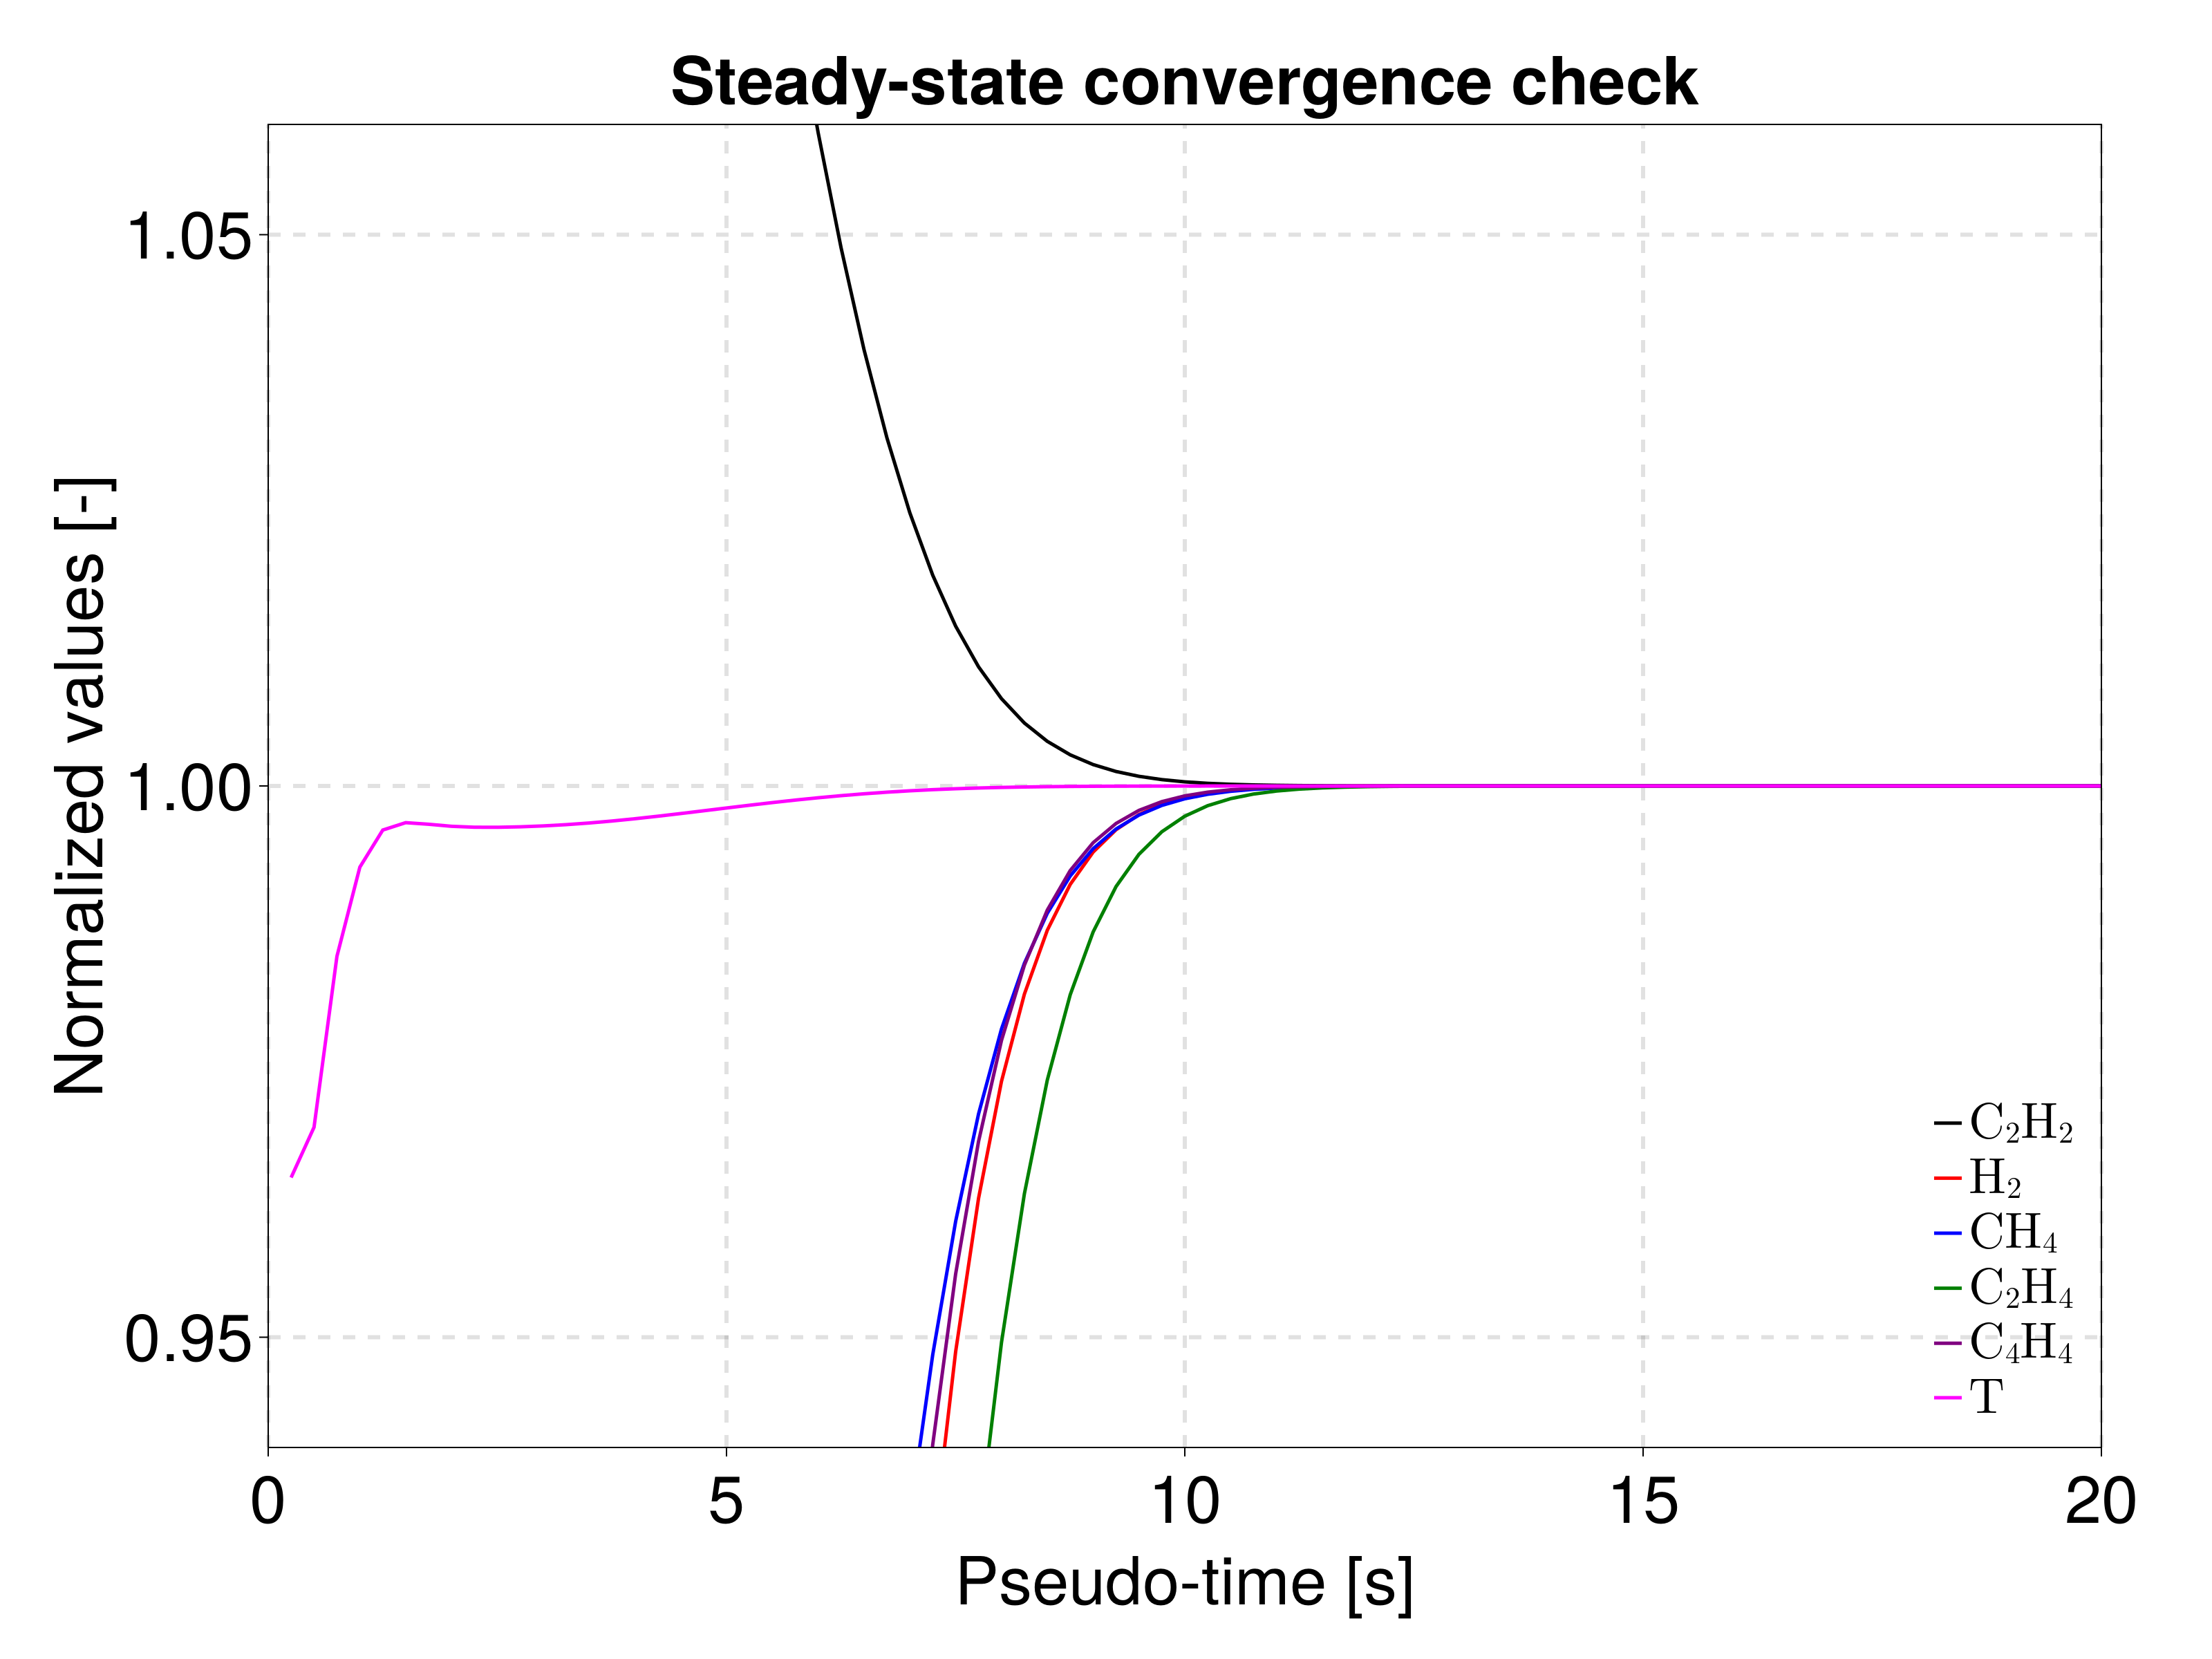 Steady-state convergence check
Normalized values [-]
1.05
1.00
0.95
C₂H₂
H₂
CH₄
C₂H₄
C₄H₄
T
0 5 10 15 20
Pseudo-time [s]